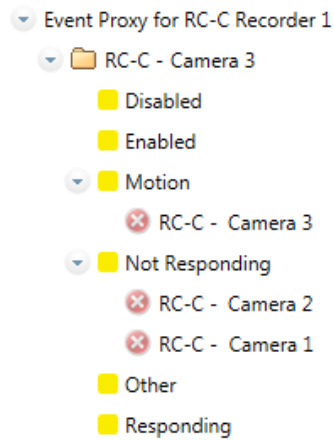 Event Proxy for RC-C Recorder 1
RC-C - Camera 3
Disabled
Enabled
Motion
RC-C - Camera 3
Not Responding
RC-C - Camera 2
RC-C - Camera 1
Other
Responding